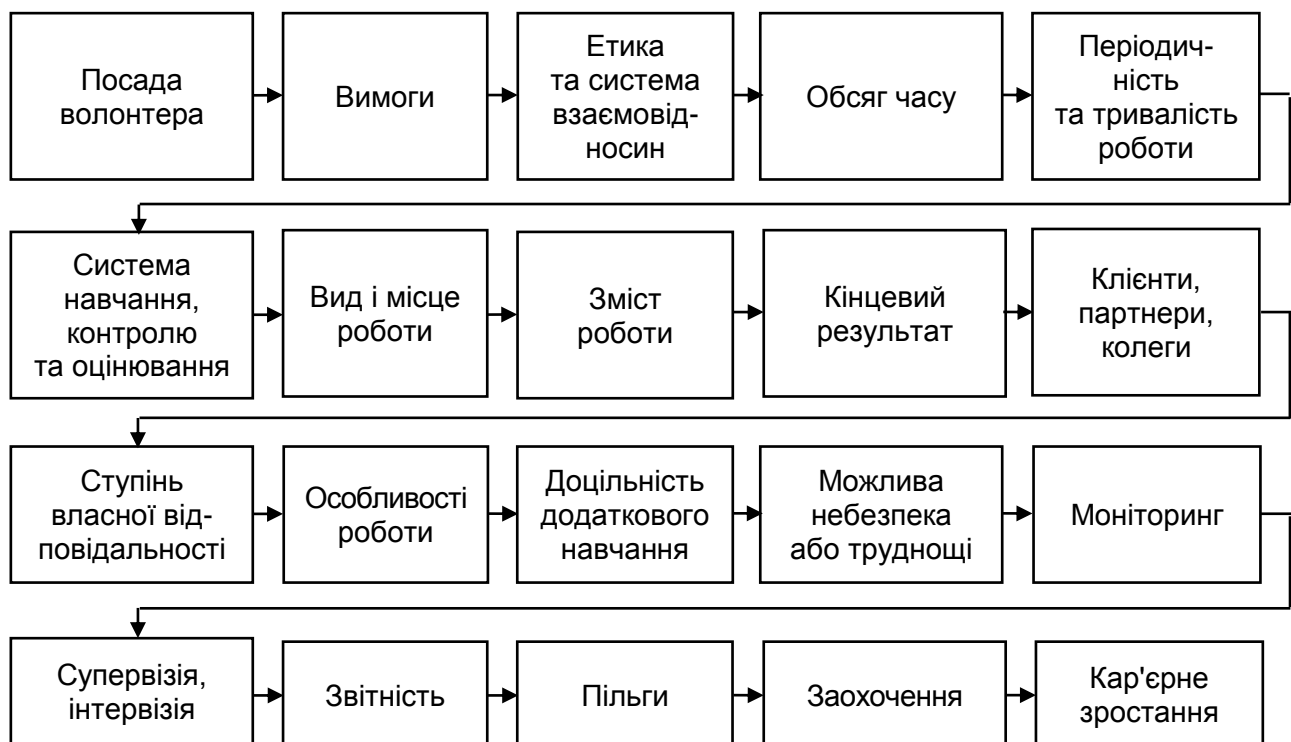 Посада
волонтера
Вимоги
Етика
та система
взаємовід-
носин
Обсяг часу
Періодич-
ність
та тривалість
роботи
Система
навчання,
контролю
та оцінювання
Вид і місце
роботи
Зміст
роботи
Кінцевий
результат
Клієнти,
партнери,
колеги
Ступінь
власної від-
повідальності
Особливості
роботи
Доцільність
додаткового
навчання
Можлива
небезпека
або труднощі
Моніторинг
Супервізія,
інтервізія
Звітність
Пільги
Заохочення
Кар'єрне
зростання